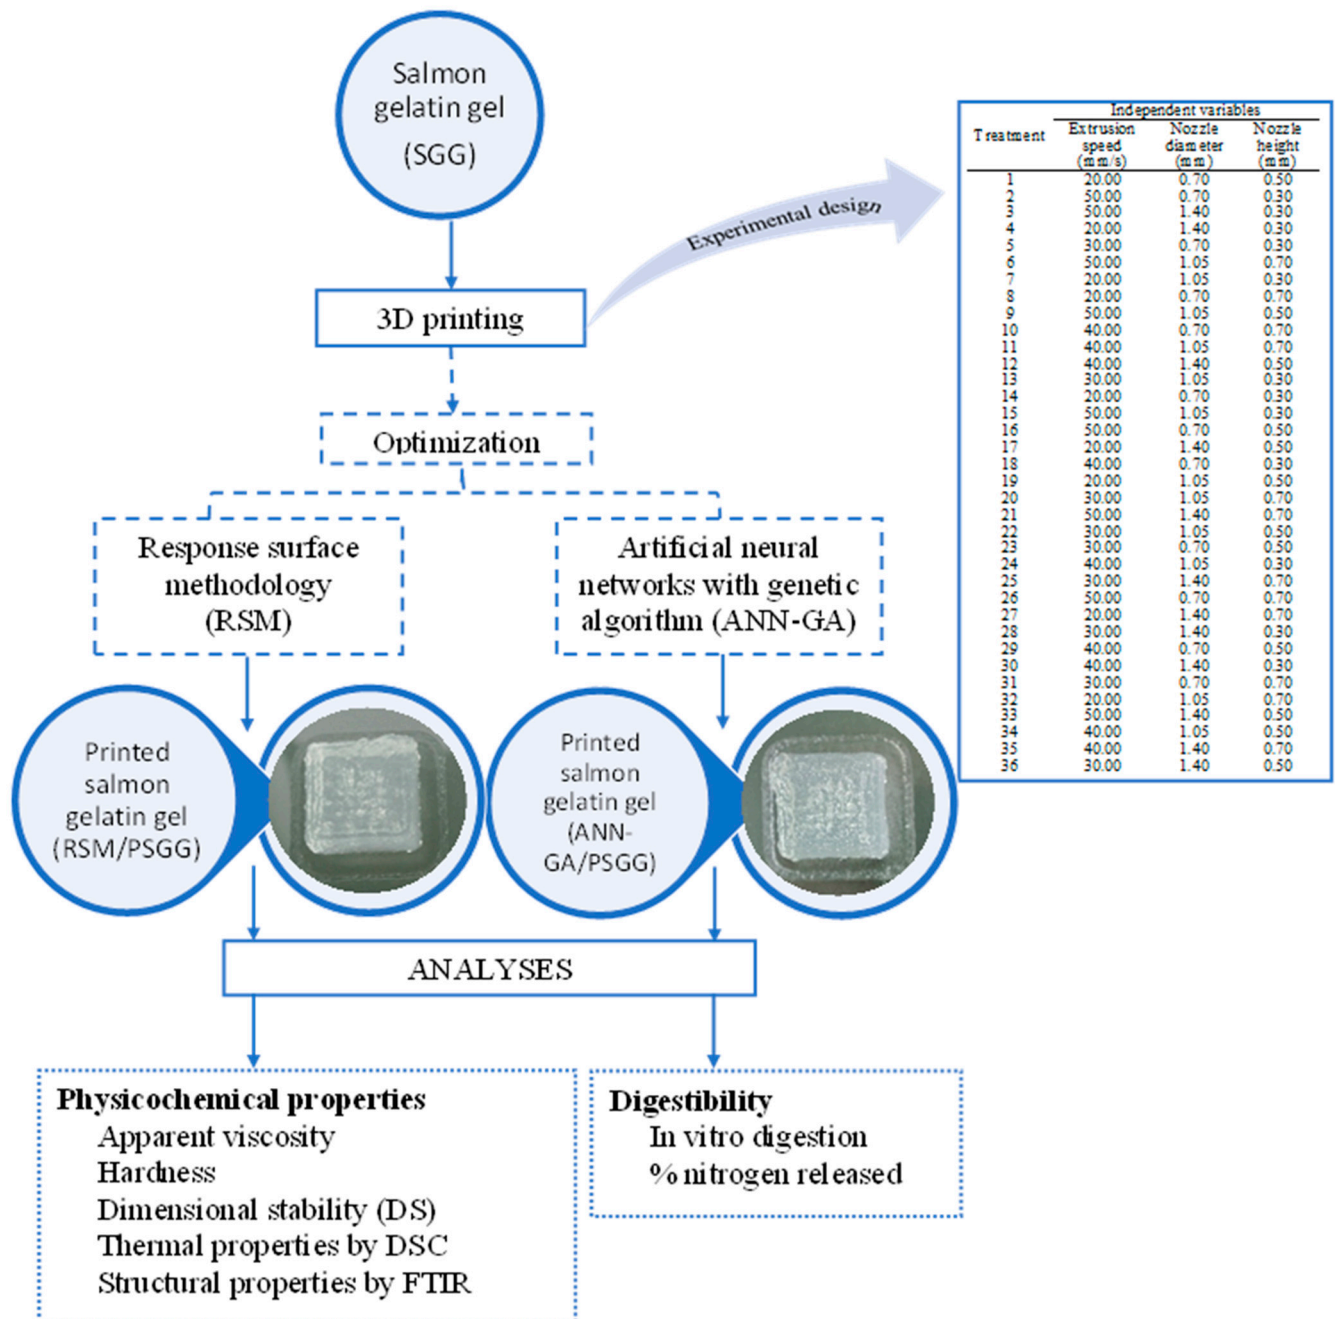 Salmon
gelatin gel
(SGG)
3D printing
Experimental design
Optimization
Response surface
methodology
(RSM)
Artificial neural
networks with genetic
algorithm (ANN-GA)
Printed
salmon
gelatin gel
(RSM/PSGG)
Printed
salmon
gelatin gel
(ANN-
GA/PSGG)
ANALYSES
Physicochemical properties
Apparent viscosity
Hardness
Dimensional stability (DS)
Thermal properties by DSC
Structural properties by FTIR
Digestibility
In vitro digestion
% nitrogen released
Independent variables
Treatment Extrusion speed (mm/s) Nozzle diameter (mm) Nozzle height (mm)
1 20.00 0.70 0.50
2 50.00 0.70 0.30
3 50.00 1.40 0.30
4 20.00 1.40 0.30
5 30.00 0.70 0.30
6 50.00 1.05 0.70
7 20.00 1.05 0.30
8 20.00 0.70 0.70
9 50.00 1.05 0.50
10 40.00 0.70 0.70
11 40.00 1.05 0.70
12 40.00 1.40 0.50
13 30.00 1.05 0.30
14 20.00 0.70 0.30
15 50.00 1.05 0.30
16 50.00 0.70 0.50
17 20.00 1.40 0.50
18 40.00 0.70 0.30
19 20.00 1.05 0.50
20 30.00 1.05 0.70
21 50.00 1.40 0.70
22 30.00 1.05 0.50
23 30.00 0.70 0.50
24 40.00 1.05 0.30
25 30.00 1.40 0.70
26 50.00 0.70 0.70
27 20.00 1.40 0.70
28 30.00 1.40 0.30
29 40.00 0.70 0.50
30 40.00 1.40 0.30
31 30.00 0.70 0.70
32 20.00 1.05 0.70
33 50.00 1.40 0.50
34 40.00 1.05 0.50
35 40.00 1.40 0.70
36 30.00 1.40 0.50